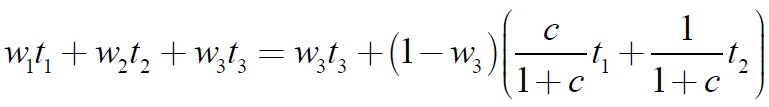 w₁t₁ + w₂t₂ + w₃t₃ = w₃t₃ + (1 − w₃) ( c/(1 + c) t₁ + 1/(1 + c) t₂ )